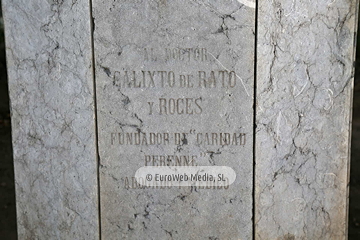 AL DOCTOR
CALIXTO DE RATO
Y ROCES
FUNDADOR DE "CARIDAD
PERENNE"
© EuroWeb Media, SL